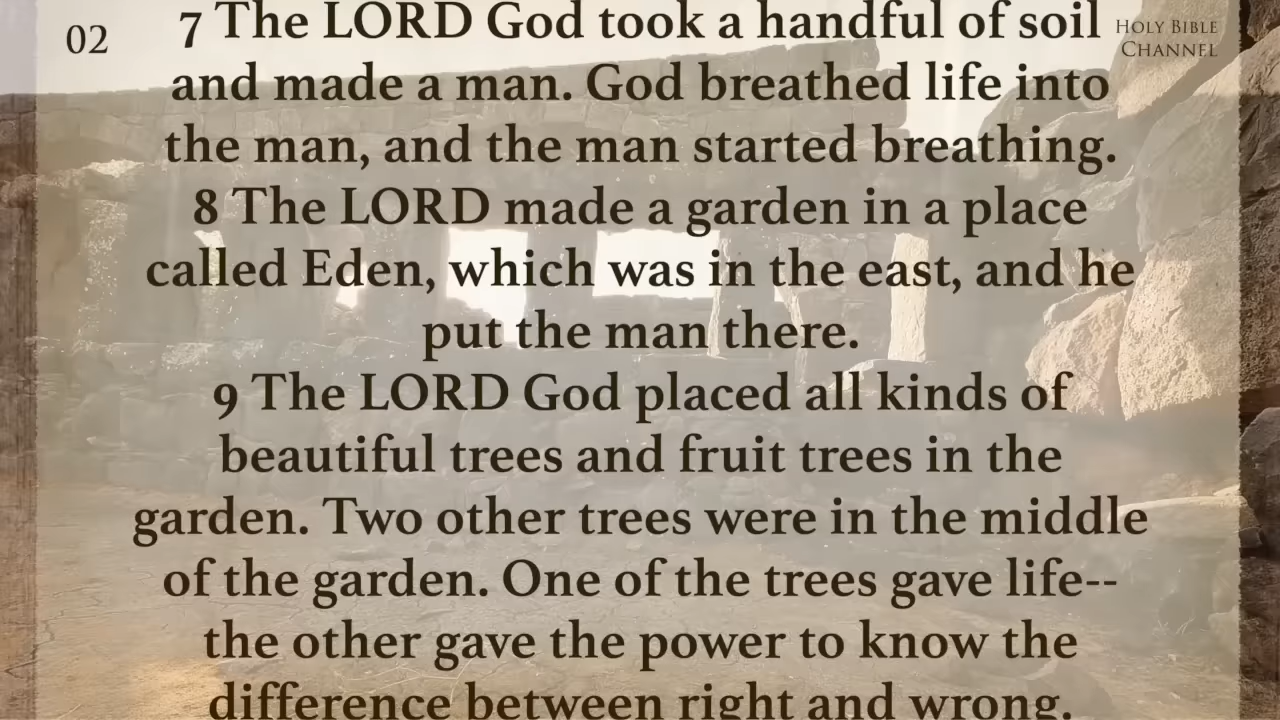 02
HOLY BIBLE
CHANNEL
7 The LORD God took a handful of soil
and made a man. God breathed life into
the man, and the man started breathing.
8 The LORD made a garden in a place
called Eden, which was in the east, and he
put the man there.
9 The LORD God placed all kinds of
beautiful trees and fruit trees in the
garden. Two other trees were in the middle
of the garden. One of the trees gave life--
the other gave the power to know the
difference between right and wrong.